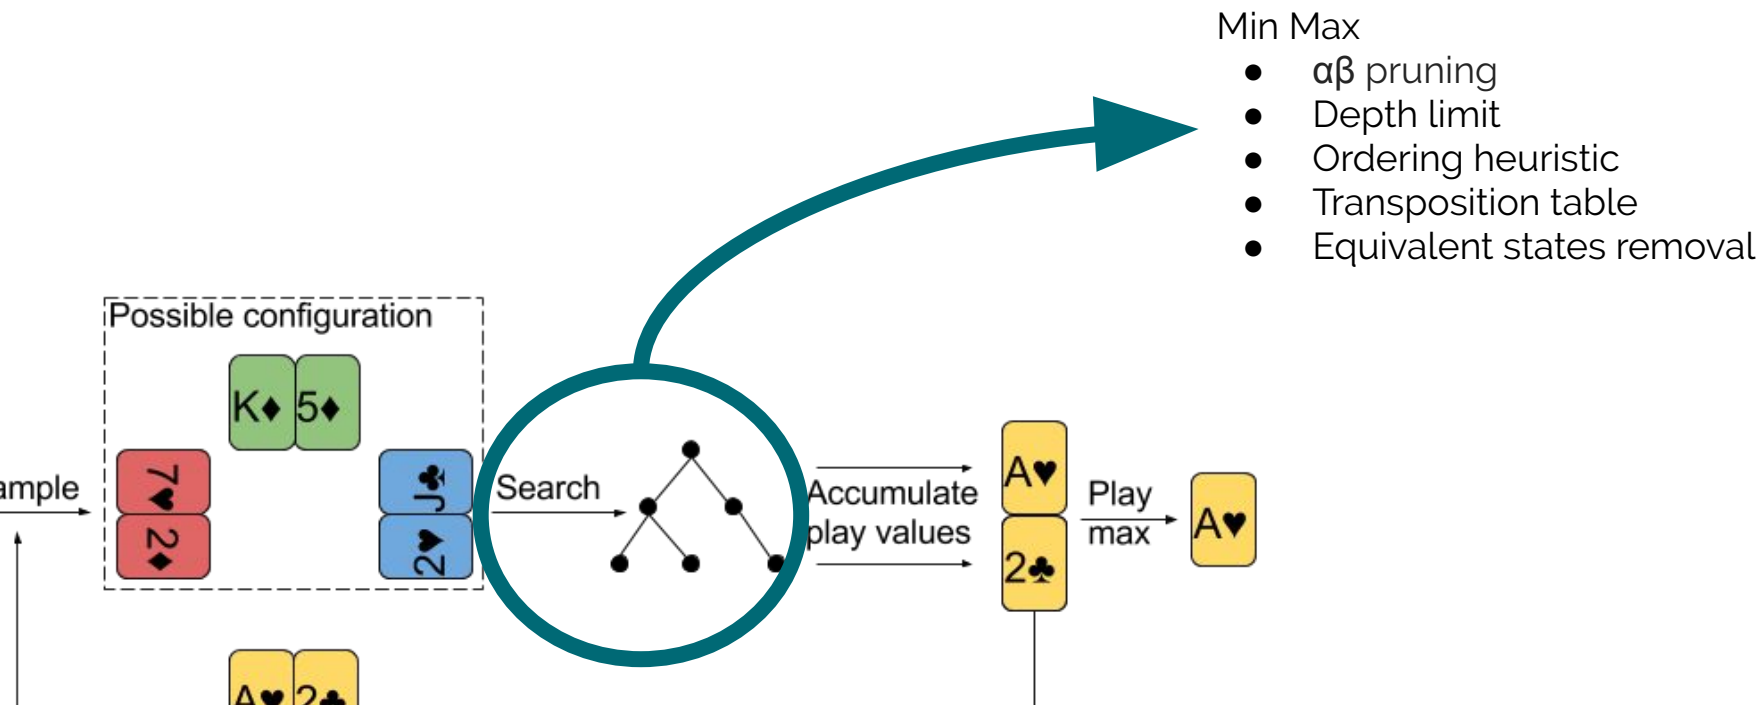 Min Max
● αβ pruning
● Depth limit
● Ordering heuristic
● Transposition table
● Equivalent states removal
Possible configuration
K♦ 5♦
7♥
2♦
J♣
2♥
ample
Search
Accumulate
play values
A♥
2♣
Play
max
A♥
A♥ 2♣